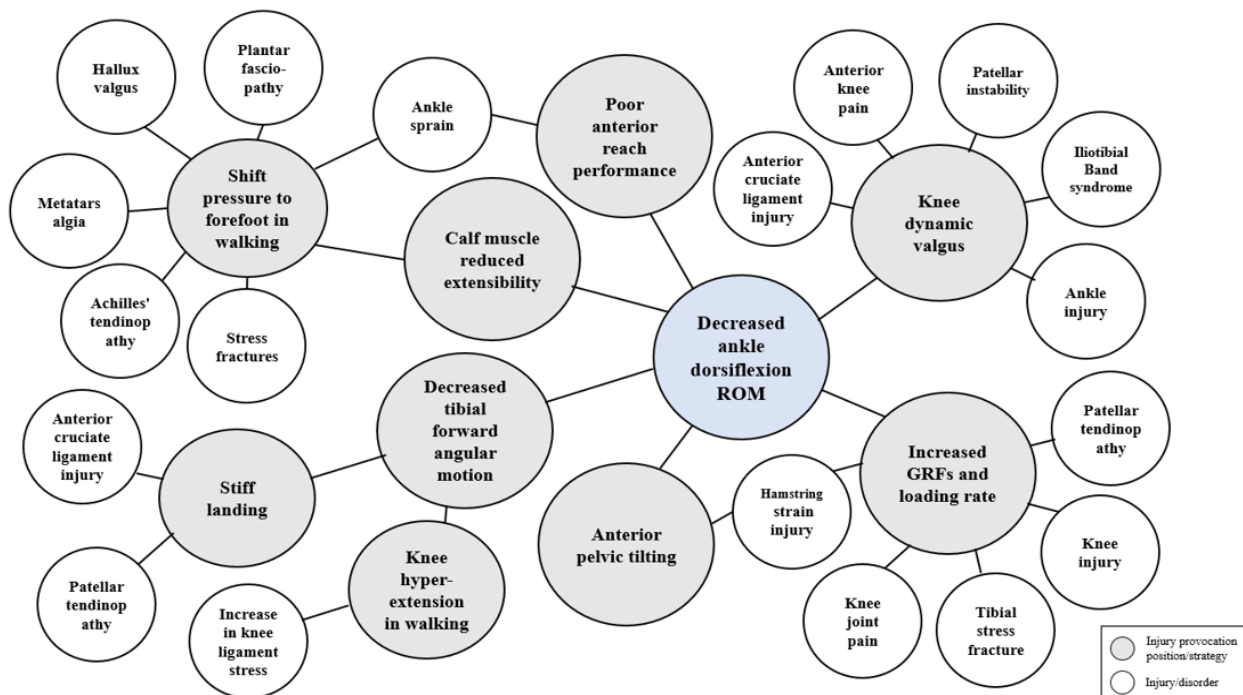 Hallux
valgus
Plantar
fascio-
pathy
Ankle
sprain
Poor
anterior
reach
performance
Anterior
knee
pain
Patellar
instability
Iliotibial
Band
syndrome
Anterior
cruciate
ligament
injury
Knee
dynamic
valgus
Ankle
injury
Metatars
algia
Shift
pressure to
forefoot in
walking
Calf muscle
reduced
extensibility
Achilles'
tendinop
athy
Stress
fractures
Decreased
ankle
dorsiflexion
ROM
Decreased
tibial
forward
angular
motion
Anterior
cruciate
ligament
injury
Stiff
landing
Patellar
tendinop
athy
Increase
in knee
ligament
stress
Knee
hyper-
extension
in walking
Anterior
pelvic tilting
Hamstring
strain
injury
Increased
GRFs and
loading rate
Patellar
tendinop
athy
Knee
injury
Knee
joint
pain
Tibial
stress
fracture
Injury provocation
position/strategy
Injury/disorder